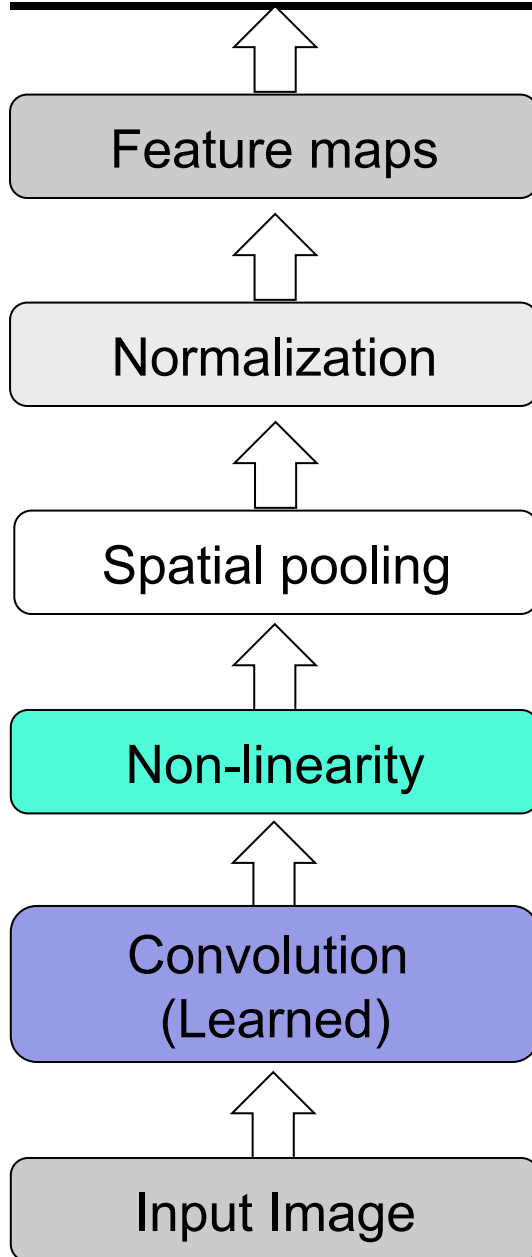 Feature maps
Normalization
Spatial pooling
Non-linearity
Convolution
(Learned)
Input Image